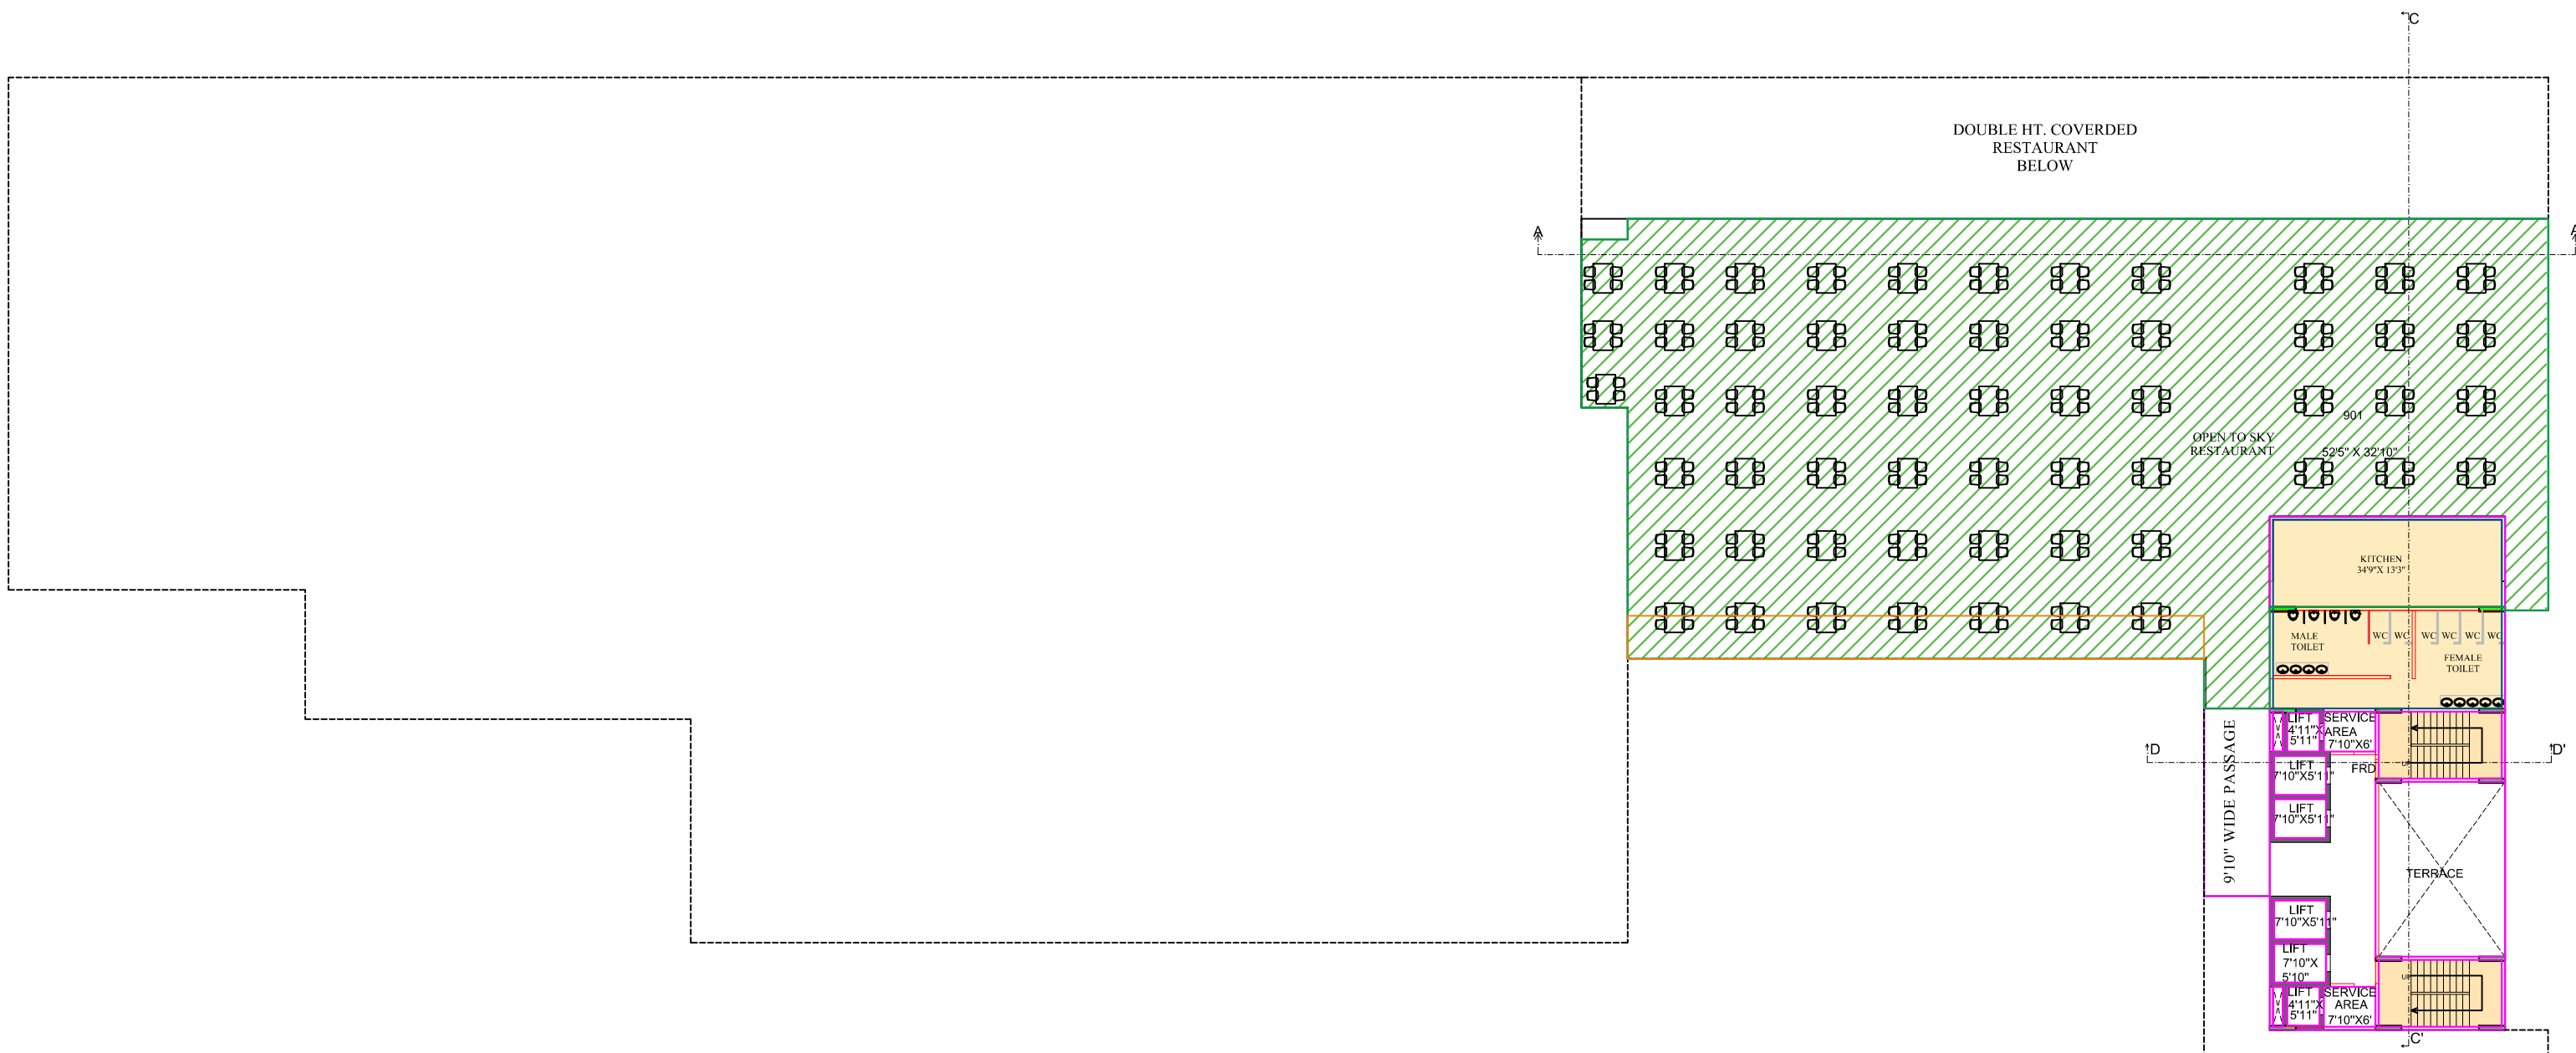 C
DOUBLE HT. COVERDED
RESTAURANT
BELOW
A
A
901
OPEN TO SKY
RESTAURANT
52'5" X 32'10"
KITCHEN
34'9"X 13'3"
MALE
TOILET
WC
WC
WC
WC
WC
WC
FEMALE
TOILET
LIFT
4'11"X
5'11"
SERVICE
AREA
7'10"X6'
UP
D
D'
FRD
LIFT
7'10"X5'11"
LIFT
7'10"X5'11"
9'10" WIDE PASSAGE
TERRACE
LIFT
7'10"X5'11"
LIFT
7'10"X
5'10"
UP
LIFT
4'11"X
5'11"
SERVICE
AREA
7'10"X6'
C'